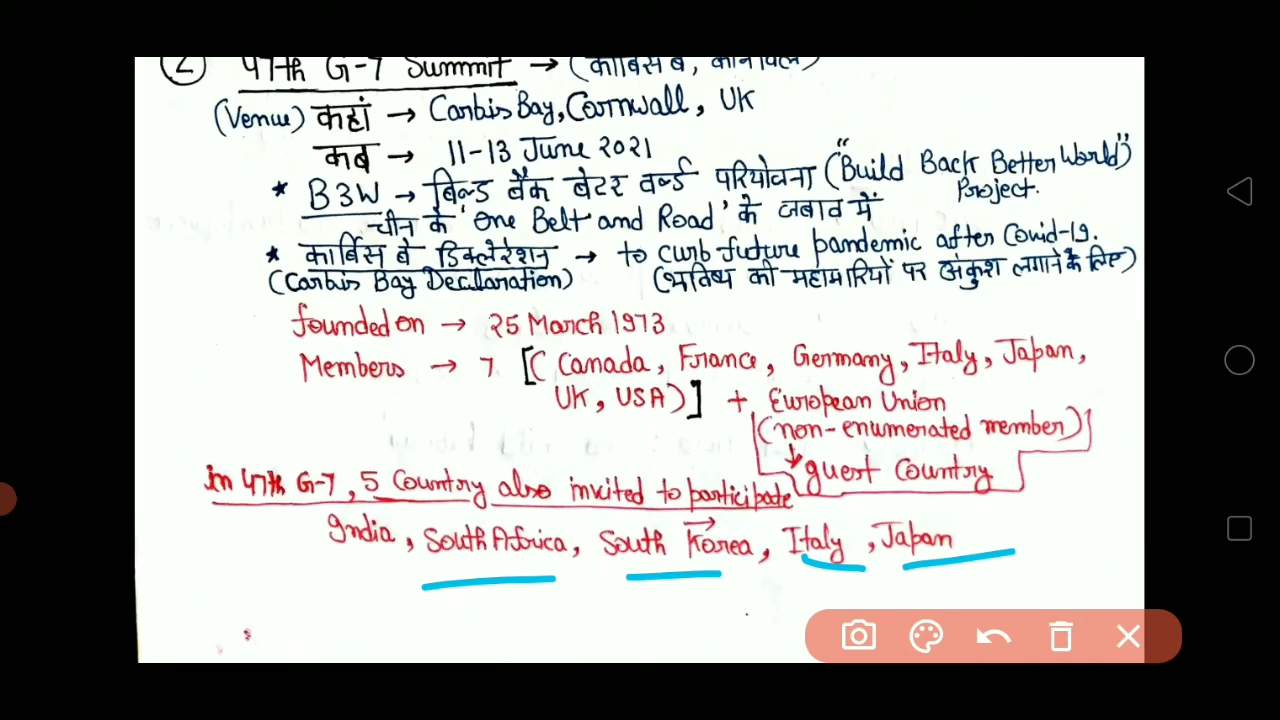 2 47th G-7 Summit → (कार्बिस बे, कॉर्नवाल)
(Venue) कहां → Carbis Bay, Cornwall, UK
कब → 11-13 June 2021
* B3W → बिल्ड बैक बेटर वर्ल्ड परियोजना ("Build Back Better World") Project.
चीन के 'One Belt and Road' के जवाब में
* कार्बिस बे डिक्लेरेशन → to curb future pandemic after Covid-19.
(Carbis Bay Declaration) (भविष्य की महामारियों पर अंकुश लगाने के लिए)
founded on → 25 March 1973
Members → 7 [(Canada, France, Germany, Italy, Japan,
UK, USA)] + European Union
(non-enumerated member)
↓ guest Country
in 47th G-7, 5 Country also invited to participate
India, South Africa, South Korea, Italy, Japan